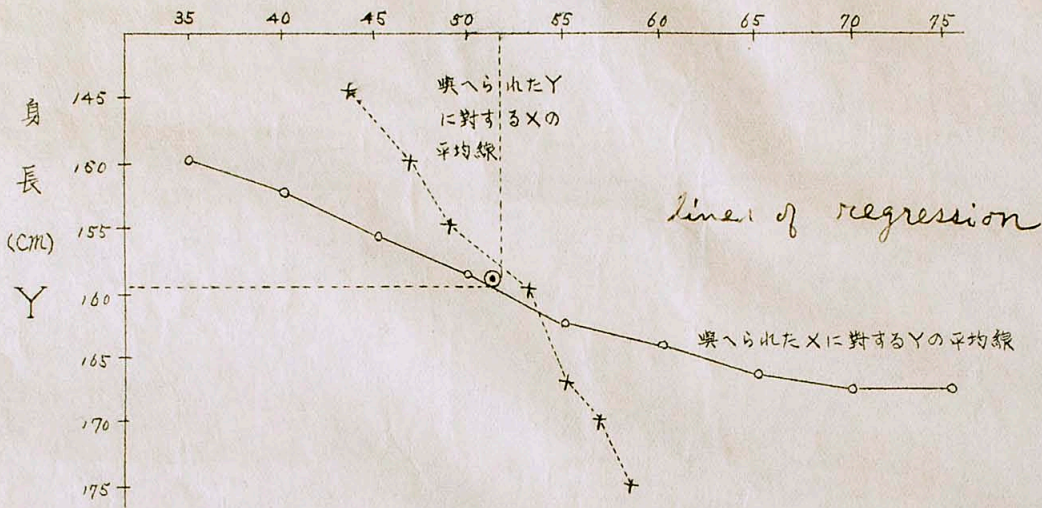 35 40 45 50 55 60 65 70 75
與へられたY
に對するXの
平均線
身
長
(Cm)
Y
145
150
155
160
165
170
175
lines of regression
與へられたXに對するYの平均線